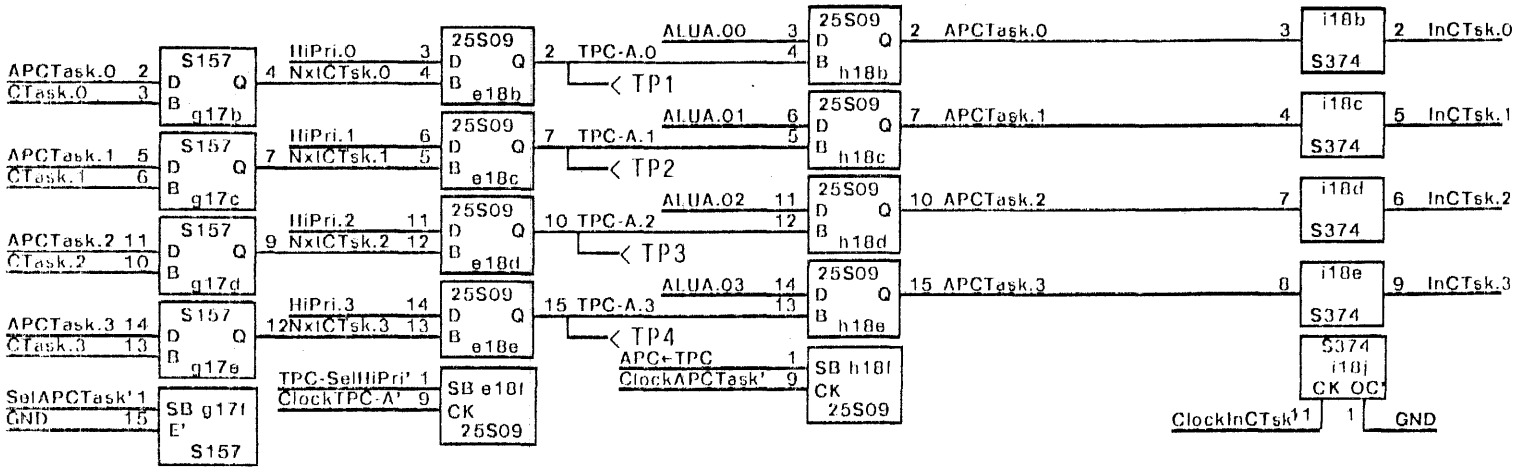 HiPri.0 3 25S09 2 TPC-A.0 ALUA.00 3 25S09 2 APCTask.0 3 i18b 2 InCTsk.0
APCTask.0 2 S157 4 NxtCTsk.0 4 D Q 4 D Q S374
CTask.0 3 D Q B e18b < TP1 B h18b
B g17b
HiPri.1 6 25S09 7 TPC-A.1 ALUA.01 6 25S09 7 APCTask.1 4 i18c 5 InCTsk.1
APCTask.1 5 S157 7 NxtCTsk.1 5 D Q 5 D Q S374
CTask.1 6 D Q B e18c < TP2 B h18c
B g17c
HiPri.2 11 25S09 10 TPC-A.2 ALUA.02 11 25S09 10 APCTask.2 7 i18d 6 InCTsk.2
APCTask.2 11 S157 9 NxtCTsk.2 12 D Q 12 D Q S374
CTask.2 10 D Q B e18d < TP3 B h18d
B g17d
HiPri.3 14 25S09 15 TPC-A.3 ALUA.03 14 25S09 15 APCTask.3 8 i18e 9 InCTsk.3
APCTask.3 14 S157 12 NxtCTsk.3 13 D Q 13 D Q S374
CTask.3 13 D Q B e18e < TP4 B h18e
B g17e
SelAPCTask' 1 SB g17f
GND 15 E'
S157
TPC-SelHiPri' 1 SB e18f
ClockTPC-A' 9 CK
25S09
APC←TPC 1 SB h18f
ClockAPCTask' 9 CK
25S09
S374
i18j
CK OC'
ClockInCTsk' 11 1 GND